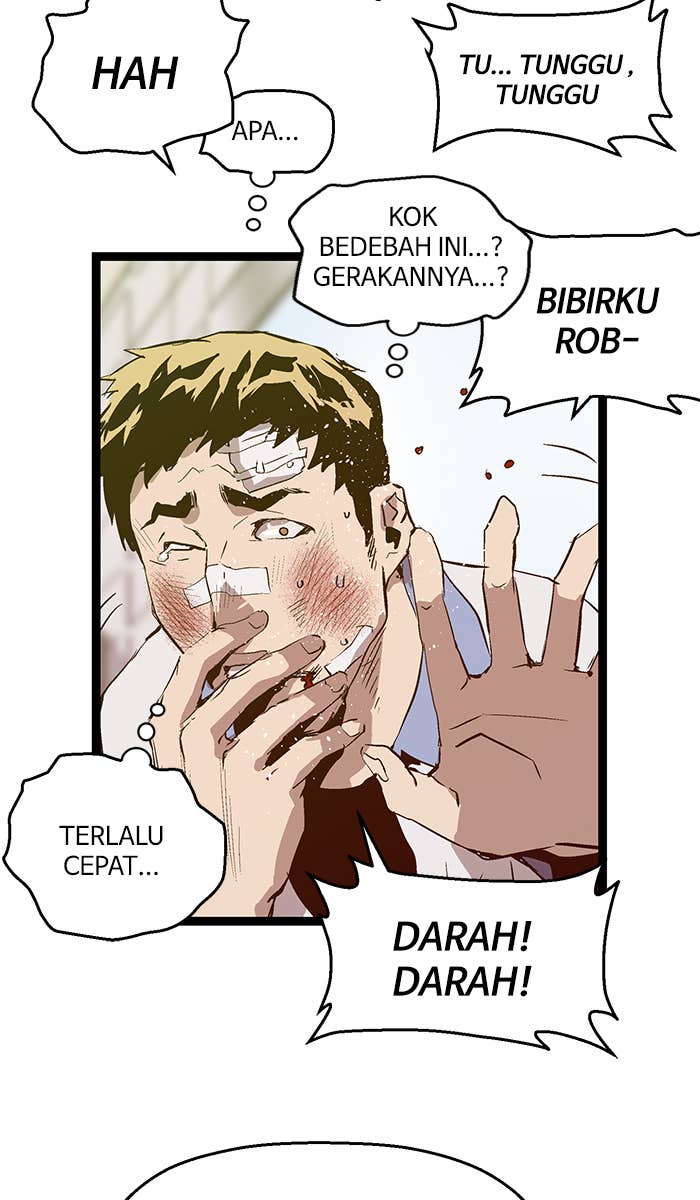 HAH
TU... TUNGGU,
TUNGGU
APA...
KOK
BEDEBAH INI...?
GERAKANNYA...?
BIBIRKU
ROB-
TERLALU
CEPAT...
DARAH!
DARAH!